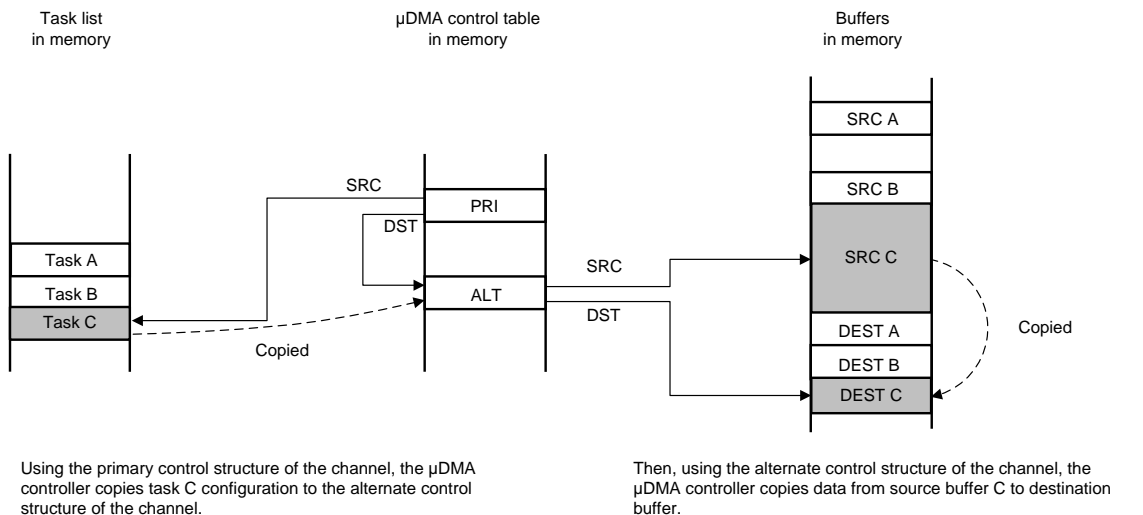 Task list
in memory
µDMA control table
in memory
Buffers
in memory
SRC A
SRC B
SRC
PRI
DST
Task A
SRC C
SRC
Task B
ALT
DST
Task C
Copied
DEST A
Copied
DEST B
DEST C
Using the primary control structure of the channel, the µDMA
controller copies task C configuration to the alternate control
structure of the channel.
Then, using the alternate control structure of the channel, the
µDMA controller copies data from source buffer C to destination
buffer.